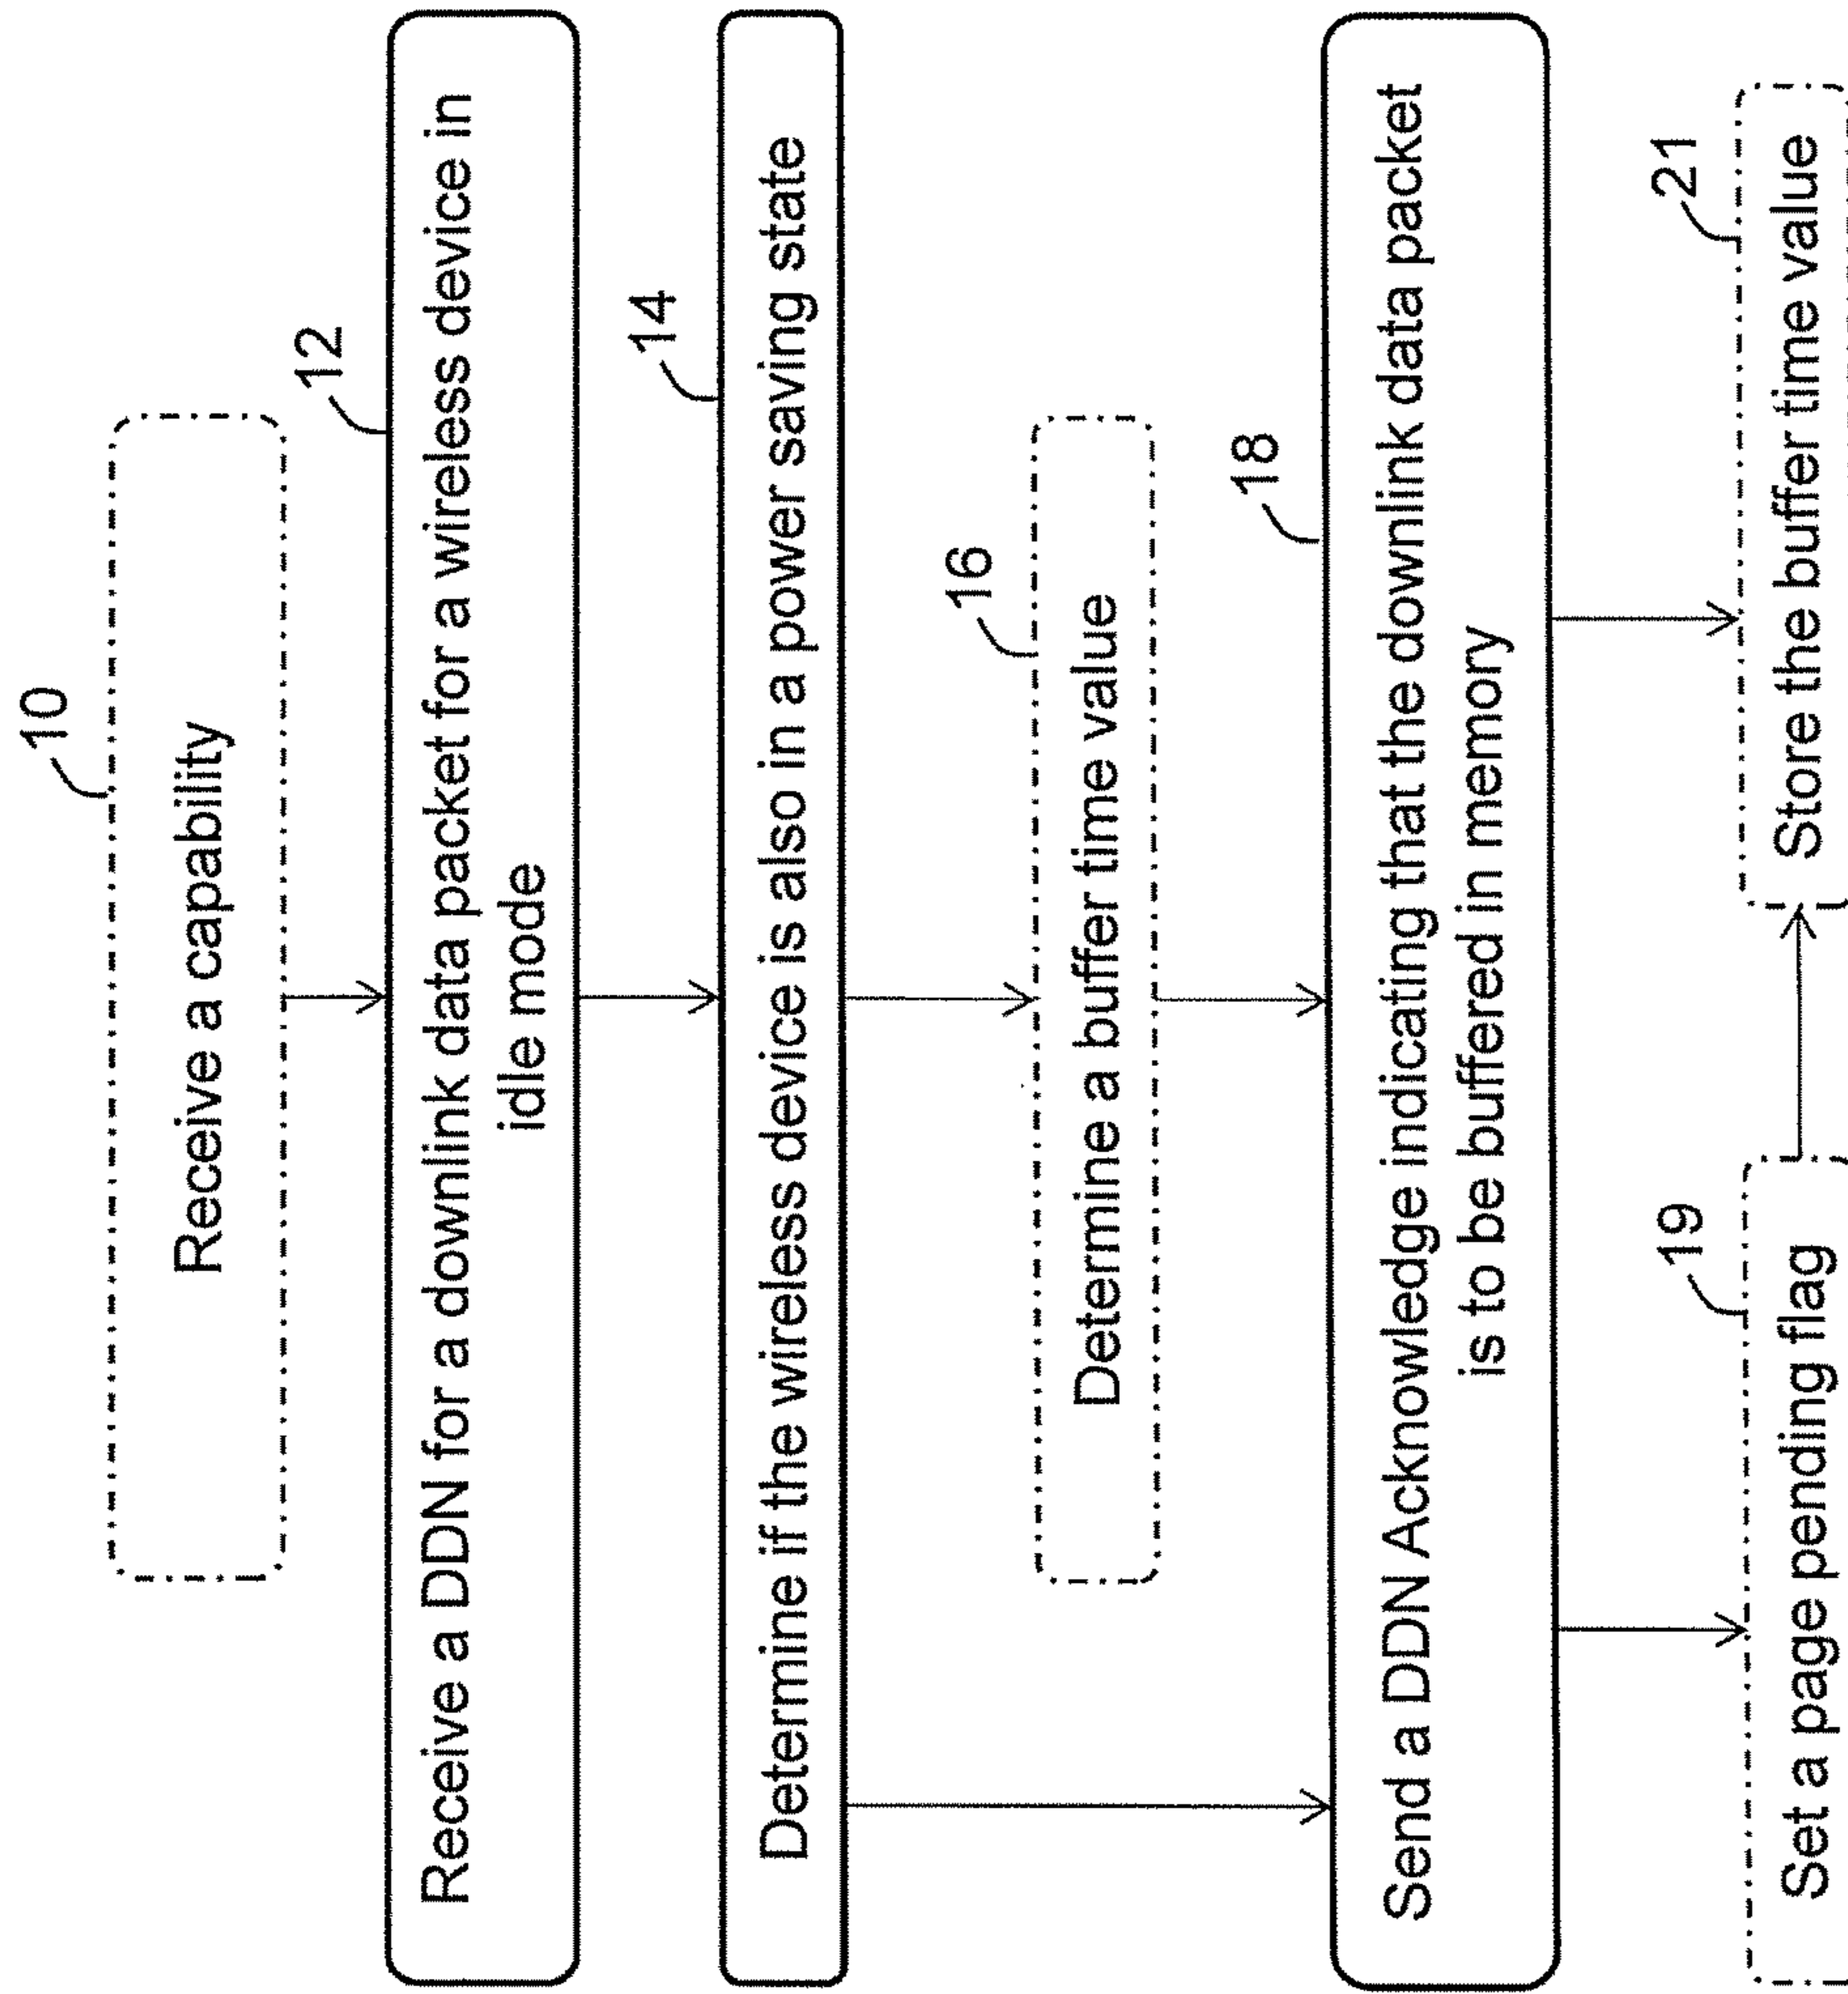 10
Receive a capability
12
Receive a DDN for a downlink data packet for a wireless device in
idle mode
14
Determine if the wireless device is also in a power saving state
16
Determine a buffer time value
18
Send a DDN Acknowledge indicating that the downlink data packet
is to be buffered in memory
19
Set a page pending flag
21
Store the buffer time value